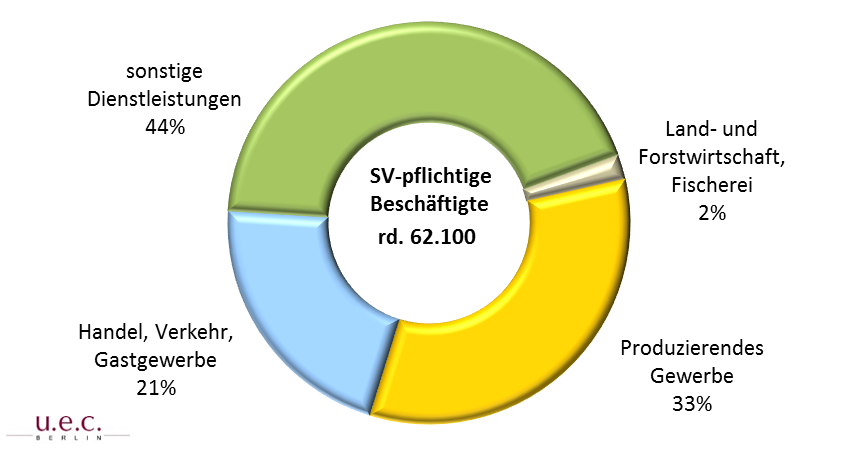 sonstige
Dienstleistungen
44%
Land- und
Forstwirtschaft,
Fischerei
2%
SV-pflichtige
Beschäftigte
rd. 62.100
Handel, Verkehr,
Gastgewerbe
21%
Produzierendes
Gewerbe
33%
u.e.c.
BERLIN